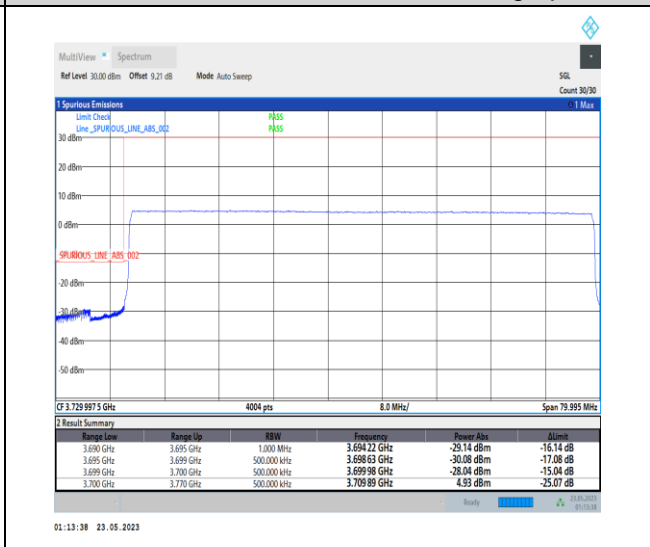 MultiView Spectrum
Ref Level 30.00 dBm Offset 9.21 dB Mode Auto Sweep SGL
Count 30/30
1 Spurious Emissions 1 Max
Limit Check PASS
Line _SPURIOUS_LINE_ABS_002 PASS
30 dBm
20 dBm
10 dBm
0 dBm
_SPURIOUS_LINE_ABS_002
-20 dBm
-30 dBm
-40 dBm
-50 dBm
CF 3.729 997 5 GHz 4004 pts 8.0 MHz/ Span 79.995 MHz
2 Result Summary
Range Low Range Up RBW Frequency Power Abs ΔLimit
3.690 GHz 3.695 GHz 1.000 MHz 3.694 22 GHz -29.14 dBm -16.14 dB
3.695 GHz 3.699 GHz 500.000 kHz 3.698 63 GHz -30.08 dBm -17.08 dB
3.699 GHz 3.700 GHz 500.000 kHz 3.699 98 GHz -28.04 dBm -15.04 dB
3.700 GHz 3.770 GHz 500.000 kHz 3.709 89 GHz 4.93 dBm -25.07 dB
Ready 23.05.2023
01:13:38
01:13:38 23.05.2023